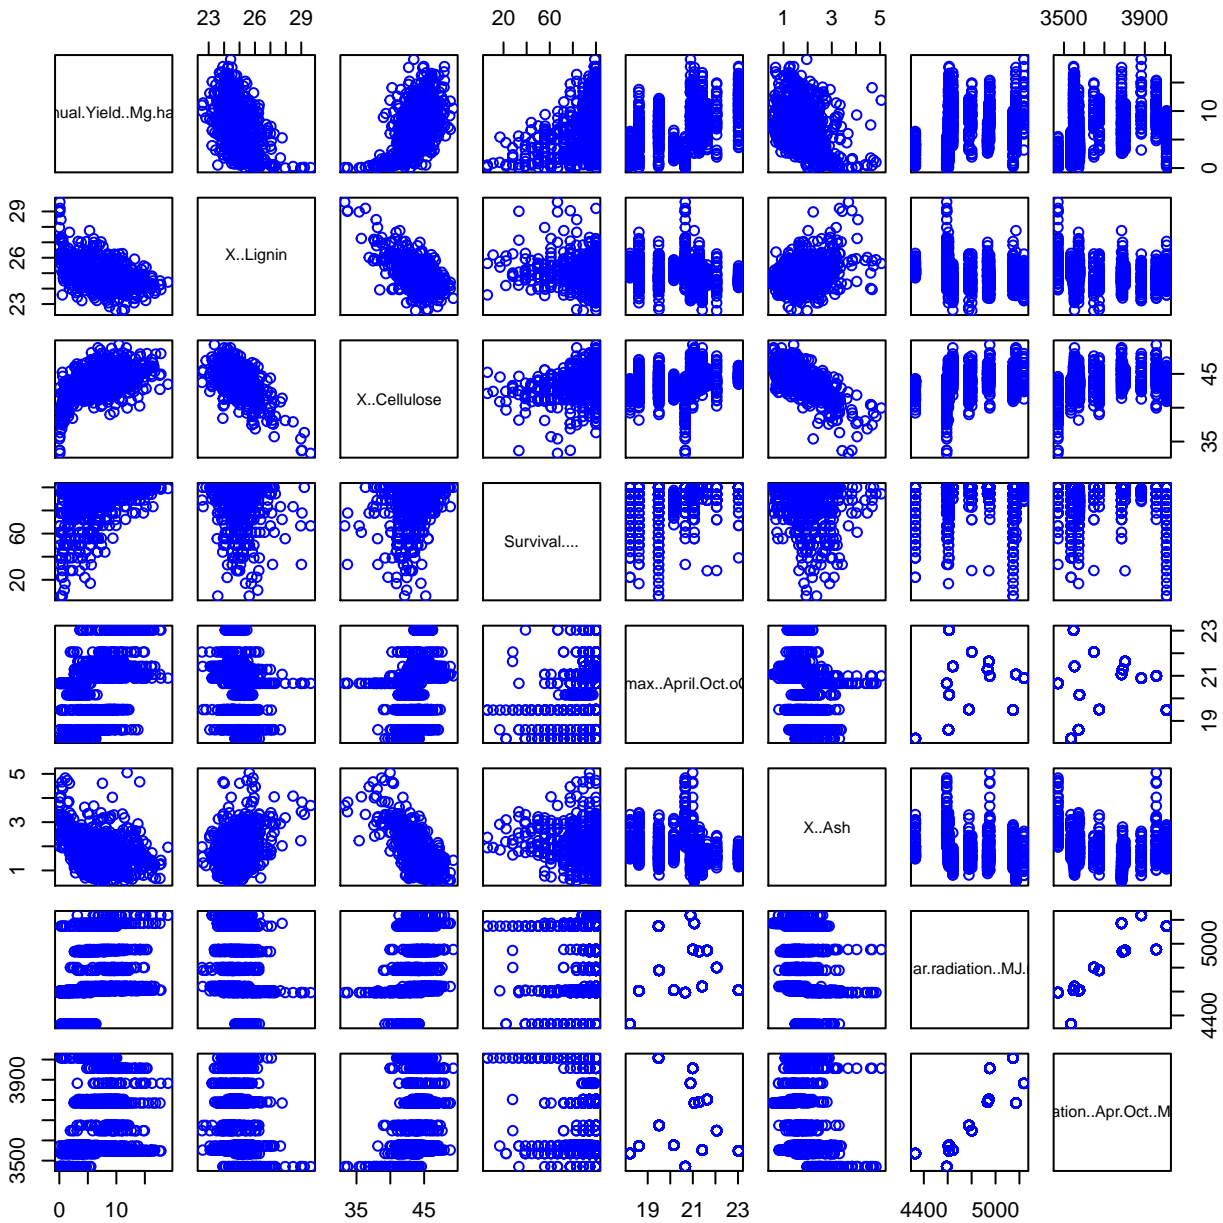 23 26 29 20 60 1 3 5 3500 3900
nual.Yield..Mg.ha
0 10
X..Lignin
23 26 29
X..Cellulose
35 45
Survival....
20 60
max..April.Oct.oC
19 21 23
X..Ash
1 3 5
ar.radiation..MJ.
4400 5000
ation..Apr.Oct..M
3500 3900
0 10 35 45 19 21 23 4400 5000